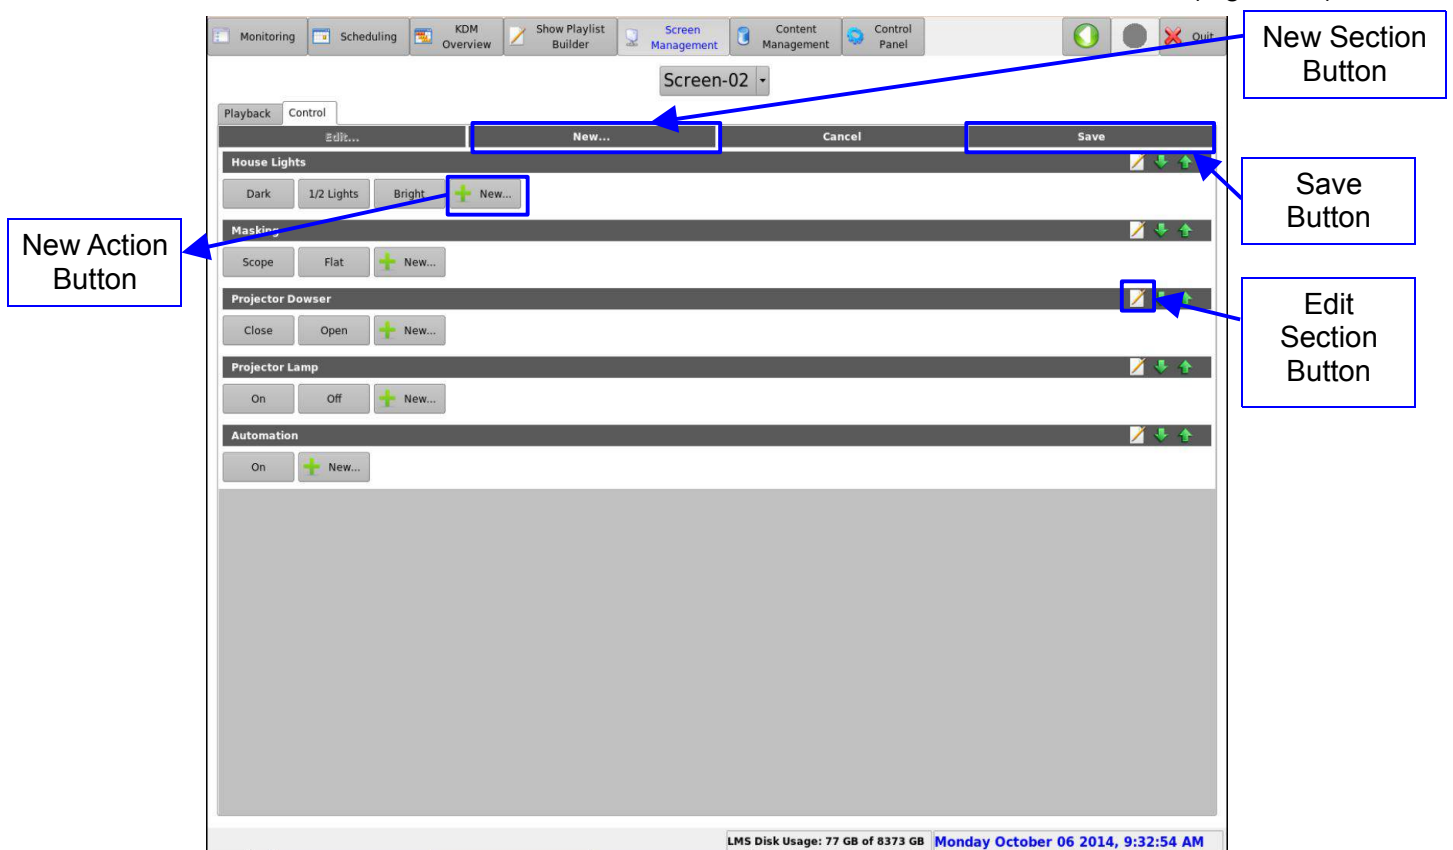 Monitoring
Scheduling
KDM
Overview
Show Playlist
Builder
Screen
Management
Content
Management
Control
Panel
Quit
New Section
Button
Screen-02
Playback
Control
Edit...
New...
Cancel
Save
House Lights
Dark
1/2 Lights
Bright
New...
Save
Button
New Action
Button
Masking
Scope
Flat
New...
Projector Dowser
Close
Open
New...
Edit
Section
Button
Projector Lamp
On
Off
New...
Automation
On
New...
LMS Disk Usage: 77 GB of 8373 GB
Monday October 06 2014, 9:32:54 AM